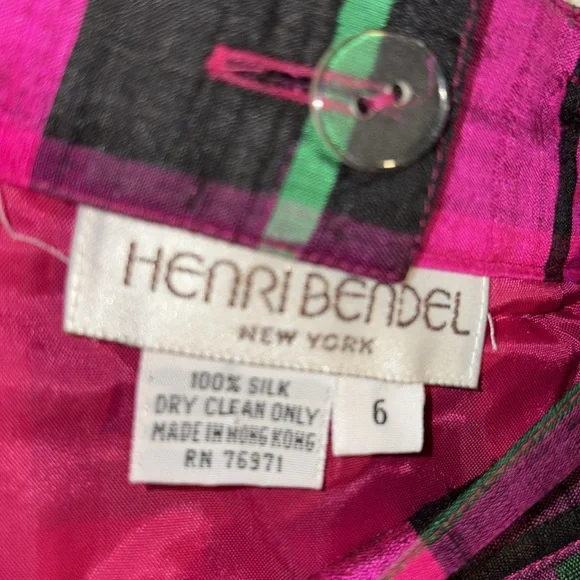 HENRI BENDEL
NEW YORK
100% SILK
DRY CLEAN ONLY
MADE IN HONG KONG
RN 76971
6